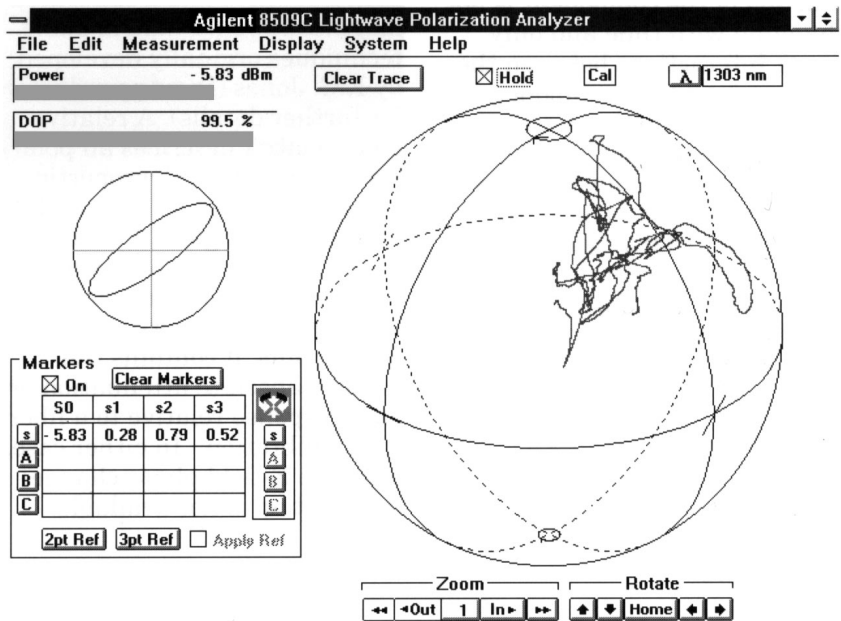 Agilent 8509C Lightwave Polarization Analyzer
File Edit Measurement Display System Help
Power - 5.83 dBm
DOP 99.5 %
Clear Trace
Hold
Cal
λ 1303 nm
Markers
On Clear Markers
S0 s1 s2 s3
s - 5.83 0.28 0.79 0.52 s
A A
B B
C C
2pt Ref 3pt Ref Apply Ref
Zoom
Out 1 In
Rotate
Home